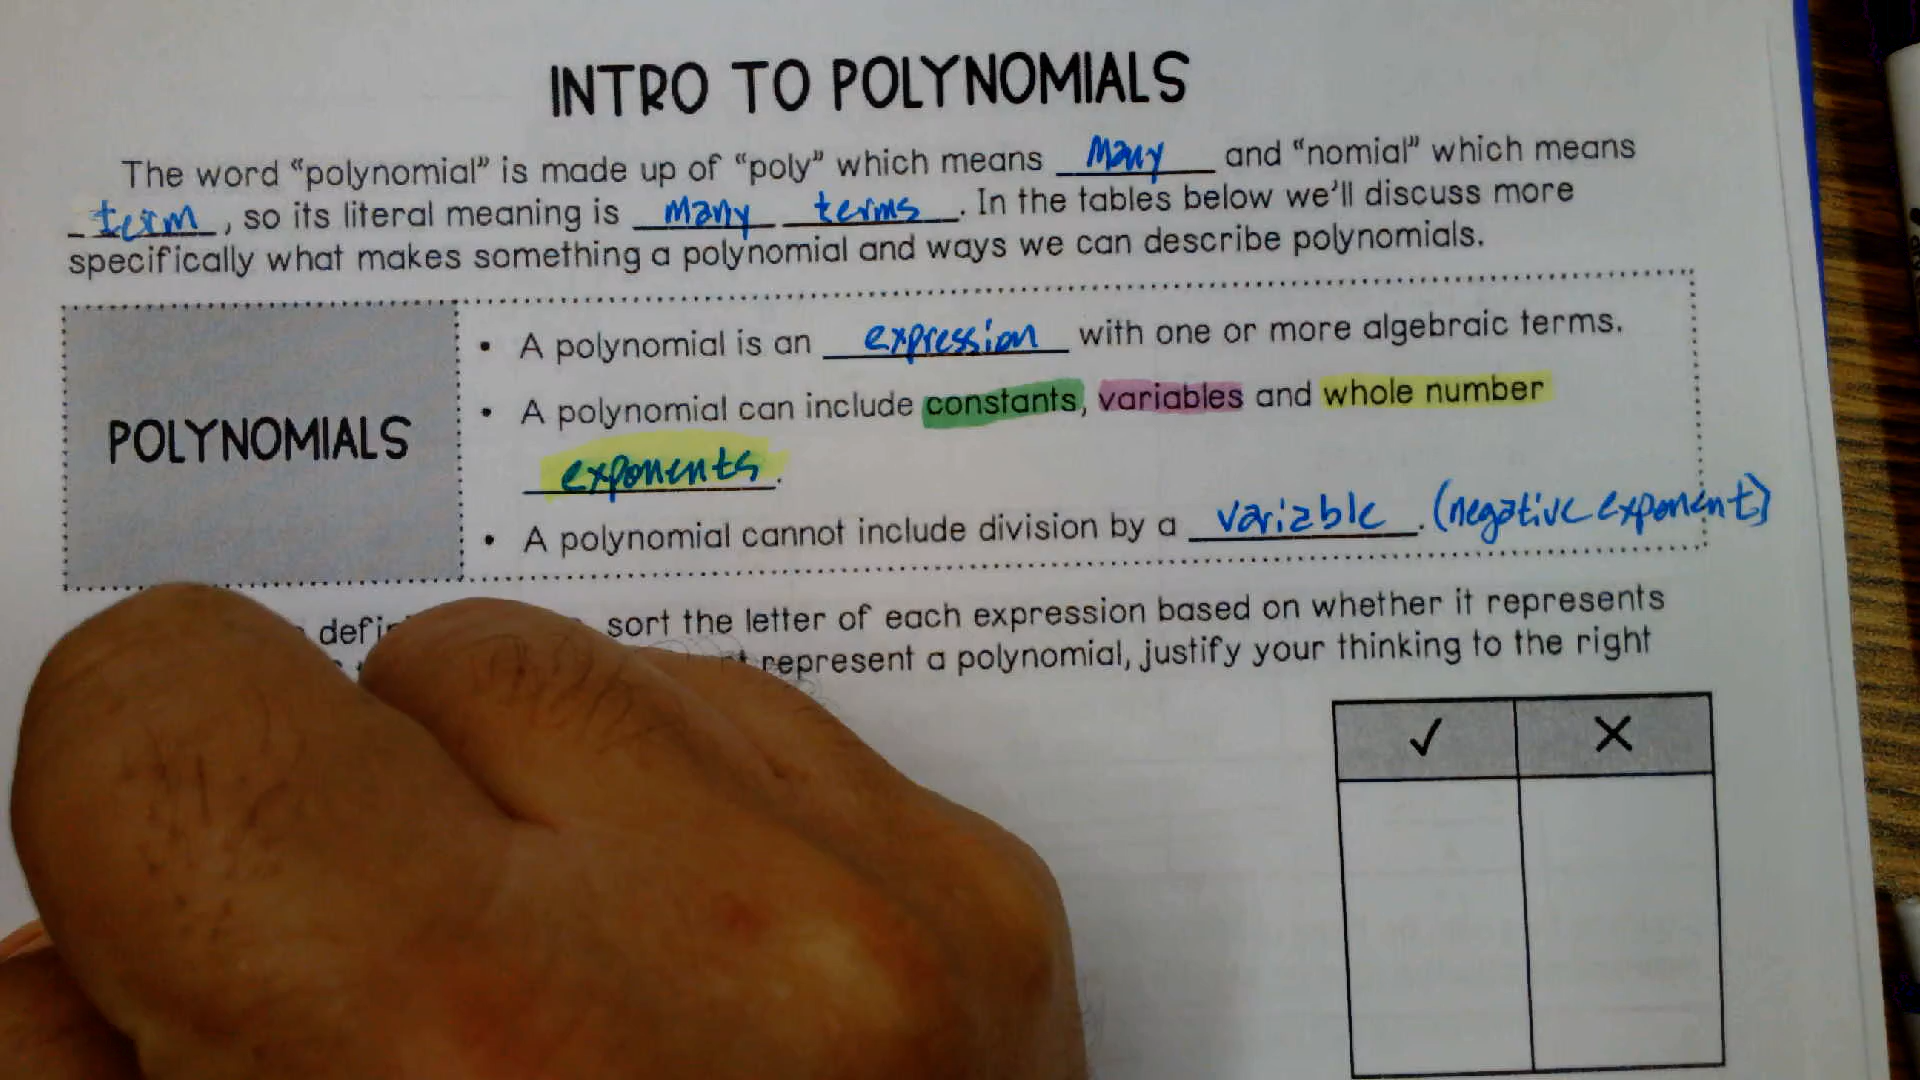 INTRO TO POLYNOMIALS
The word "polynomial" is made up of "poly" which means many and "nomial" which means
term, so its literal meaning is many terms. In the tables below we'll discuss more
specifically what makes something a polynomial and ways we can describe polynomials.
POLYNOMIALS
• A polynomial is an expression with one or more algebraic terms.
• A polynomial can include constants, variables and whole number
exponents.
• A polynomial cannot include division by a variable. (negative exponent)
sort the letter of each expression based on whether it represents
represent a polynomial, justify your thinking to the right
✓ ✕